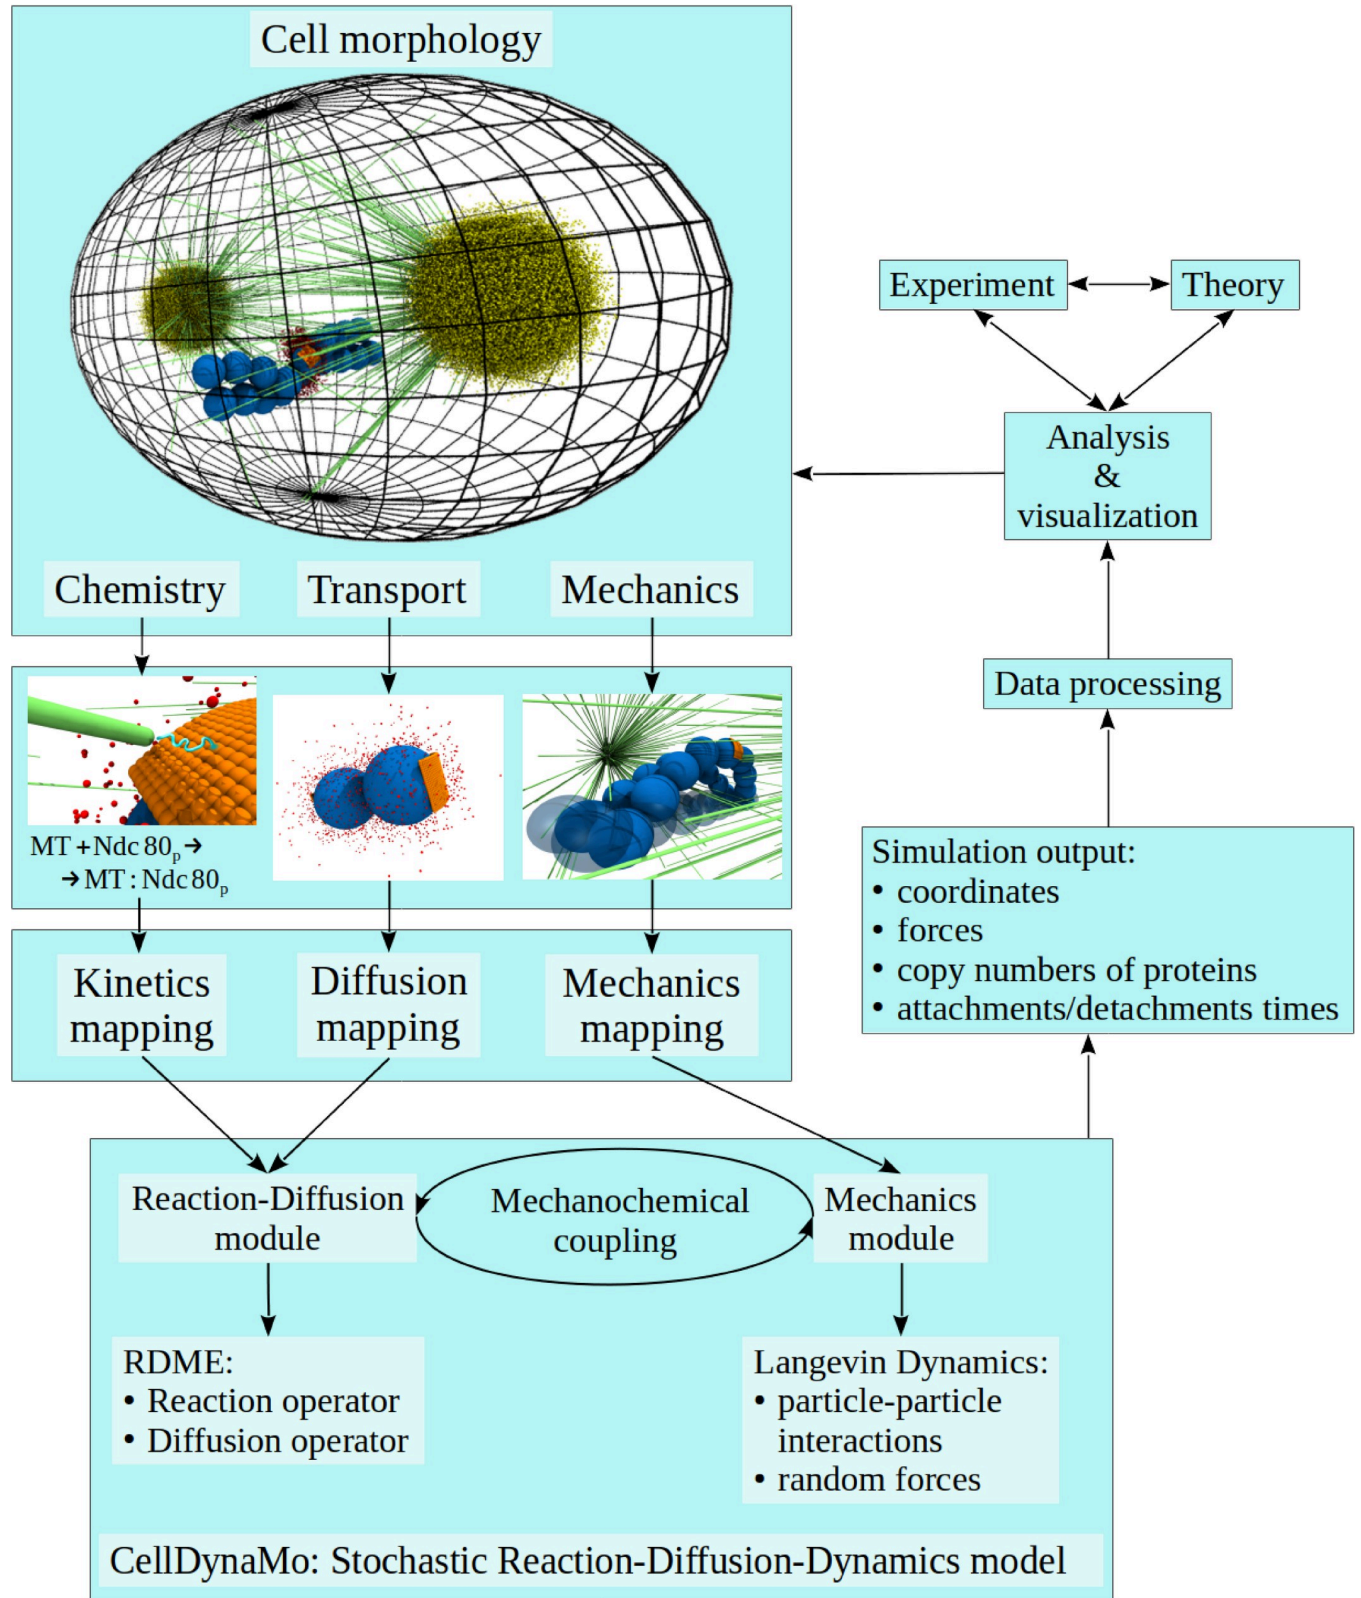 Cell morphology
Experiment
Theory
Analysis
&
visualization
Chemistry
Transport
Mechanics
Data processing
MT + Ndc 80p →
→ MT : Ndc 80p
Simulation output:
• coordinates
• forces
• copy numbers of proteins
• attachments/detachments times
Kinetics
mapping
Diffusion
mapping
Mechanics
mapping
Reaction-Diffusion
module
Mechanochemical
coupling
Mechanics
module
RDME:
• Reaction operator
• Diffusion operator
Langevin Dynamics:
• particle-particle
interactions
• random forces
CellDynaMo: Stochastic Reaction-Diffusion-Dynamics model